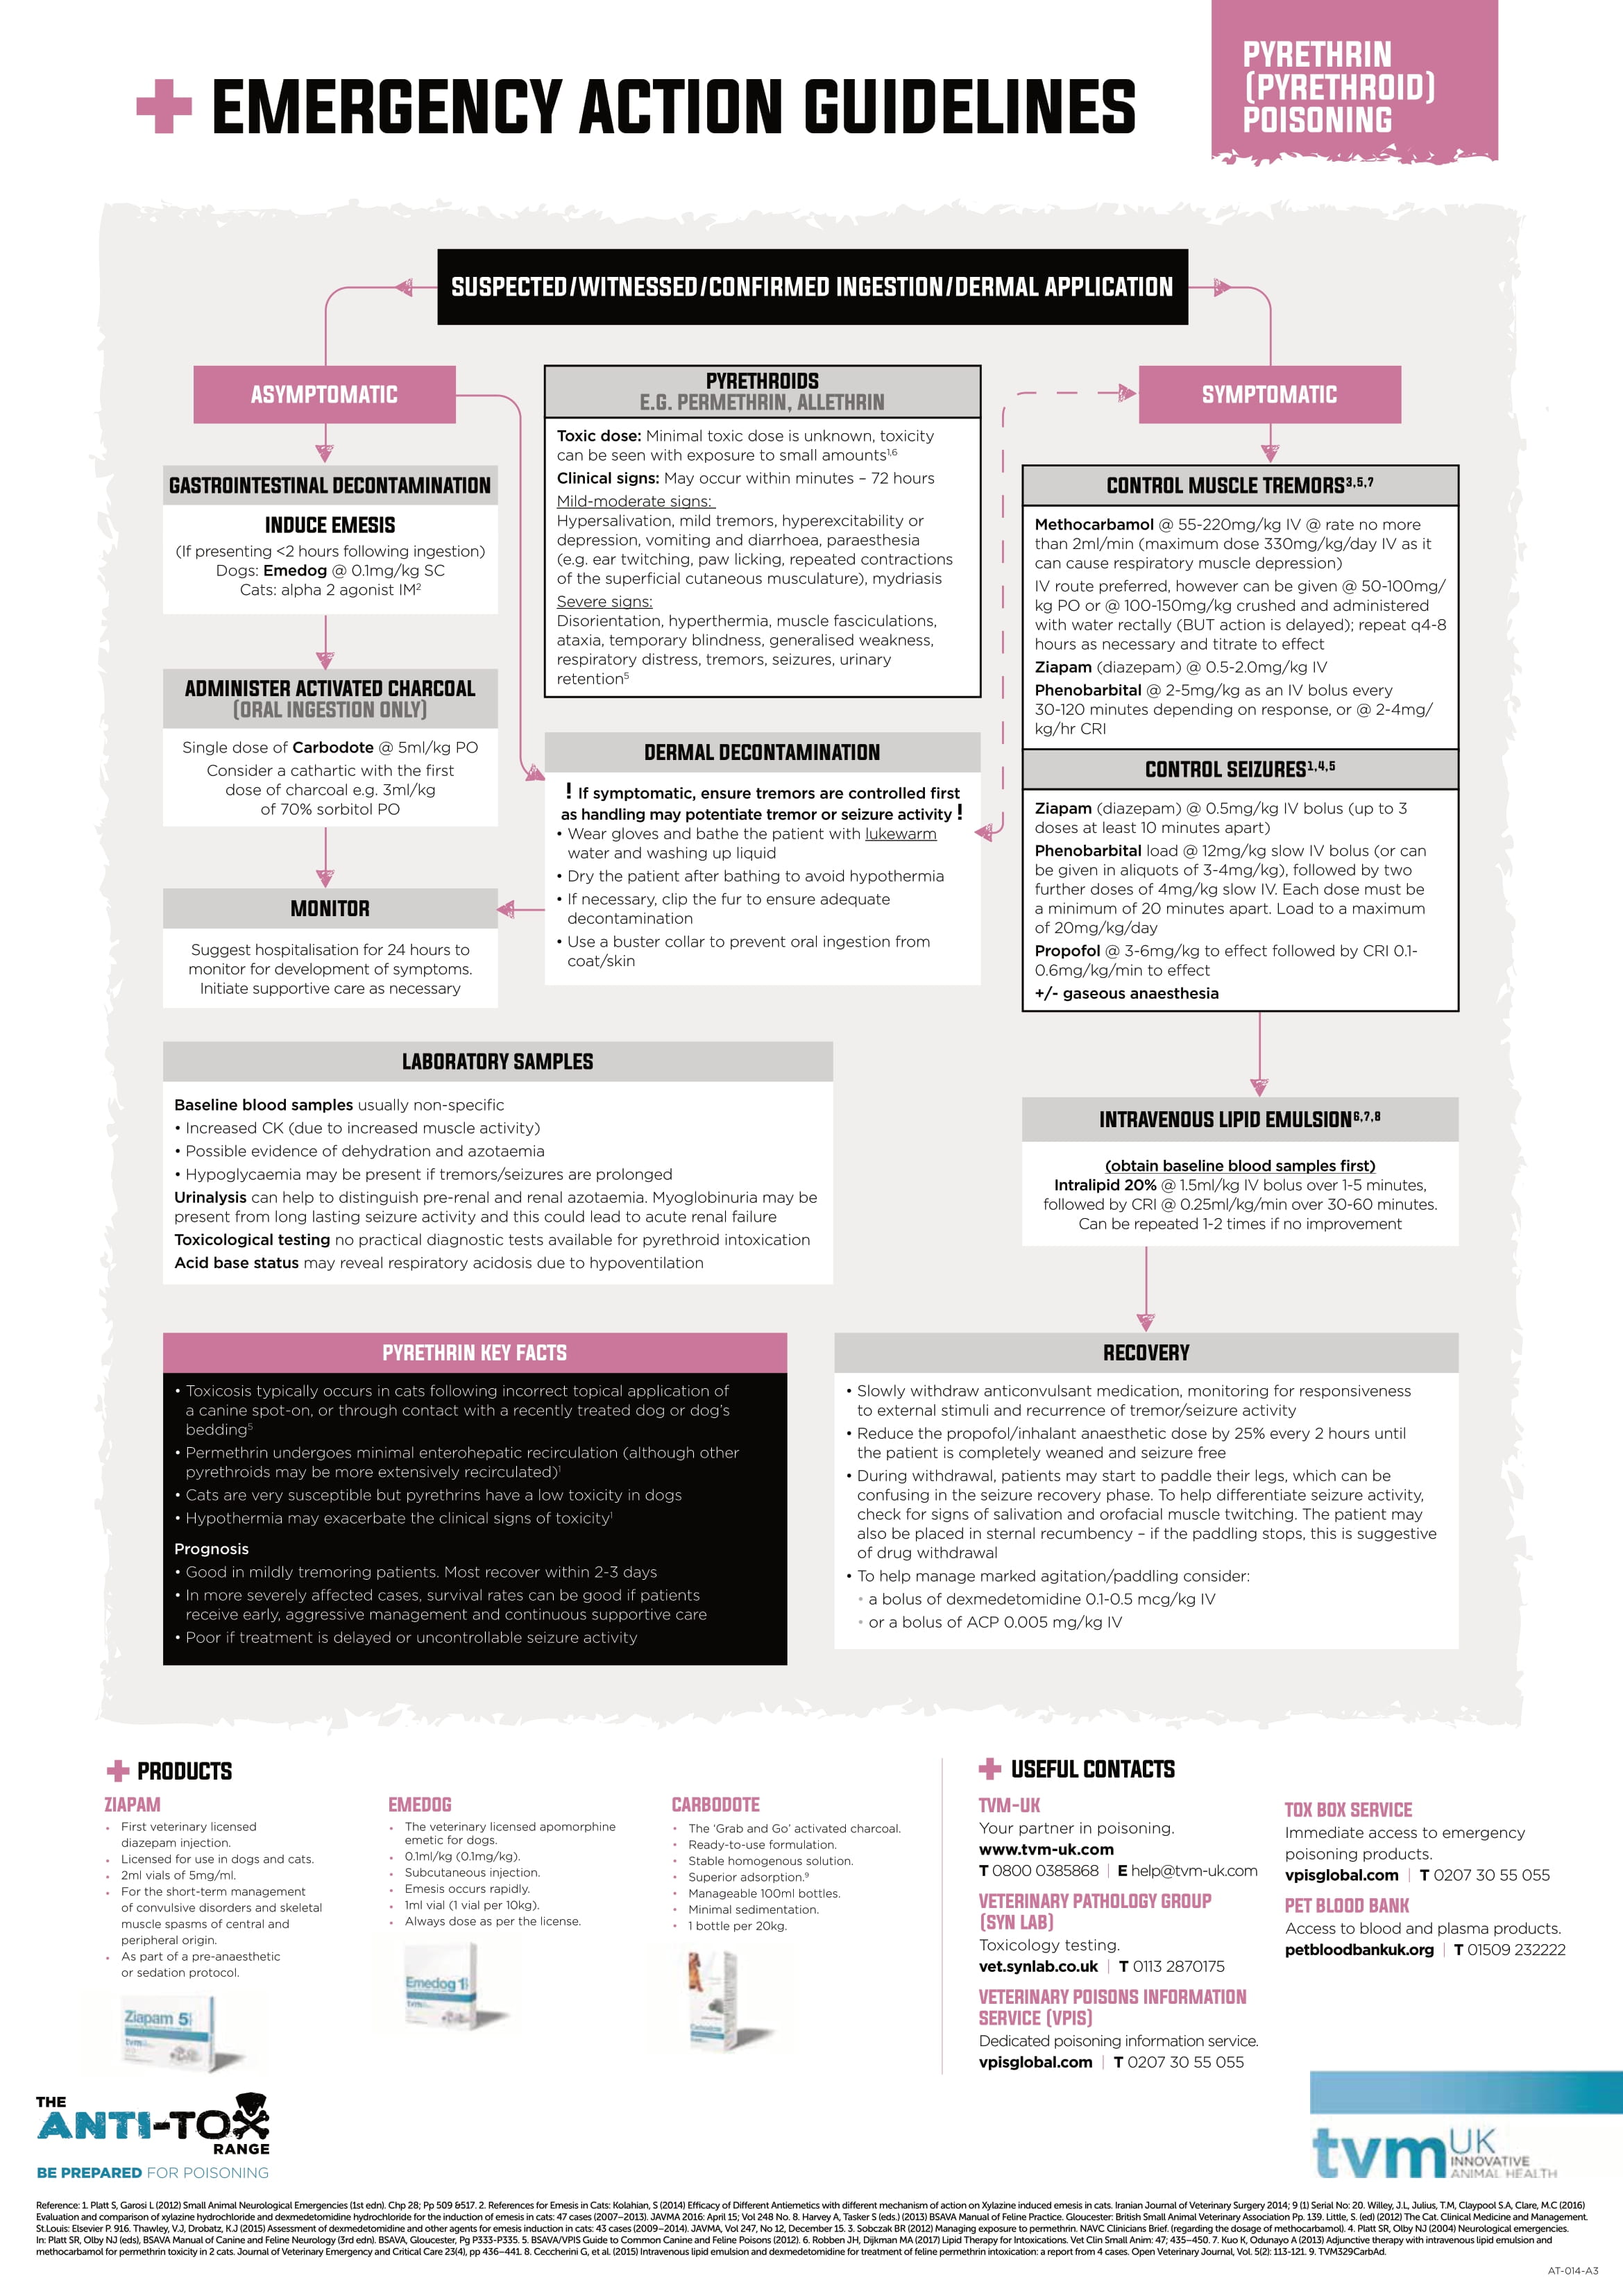 EMERGENCY ACTION GUIDELINES
PYRETHRIN
(PYRETHROID)
POISONING
SUSPECTED/WITNESSED/CONFIRMED INGESTION/DERMAL APPLICATION
ASYMPTOMATIC
GASTROINTESTINAL DECONTAMINATION
INDUCE EMESIS
(If presenting <2 hours following ingestion)
Dogs: Emedog @ 0.1mg/kg SC
Cats: alpha 2 agonist IM2
ADMINISTER ACTIVATED CHARCOAL
(ORAL INGESTION ONLY)
Single dose of Carbodote @ 5ml/kg PO
Consider a cathartic with the first
dose of charcoal e.g. 3ml/kg
of 70% sorbitol PO
MONITOR
Suggest hospitalisation for 24 hours to
monitor for development of symptoms.
Initiate supportive care as necessary
PYRETHROIDS
E.G. PERMETHRIN, ALLETHRIN
Toxic dose: Minimal toxic dose is unknown, toxicity
can be seen with exposure to small amounts1,6
Clinical signs: May occur within minutes – 72 hours
Mild-moderate signs:
Hypersalivation, mild tremors, hyperexcitability or
depression, vomiting and diarrhoea, paraesthesia
(e.g. ear twitching, paw licking, repeated contractions
of the superficial cutaneous musculature), mydriasis
Severe signs:
Disorientation, hyperthermia, muscle fasciculations,
ataxia, temporary blindness, generalised weakness,
respiratory distress, tremors, seizures, urinary
retention5
DERMAL DECONTAMINATION
! If symptomatic, ensure tremors are controlled first
as handling may potentiate tremor or seizure activity !
• Wear gloves and bathe the patient with lukewarm
water and washing up liquid
• Dry the patient after bathing to avoid hypothermia
• If necessary, clip the fur to ensure adequate
decontamination
• Use a buster collar to prevent oral ingestion from
coat/skin
SYMPTOMATIC
CONTROL MUSCLE TREMORS3,5,7
Methocarbamol @ 55-220mg/kg IV @ rate no more
than 2ml/min (maximum dose 330mg/kg/day IV as it
can cause respiratory muscle depression)
IV route preferred, however can be given @ 50-100mg/
kg PO or @ 100-150mg/kg crushed and administered
with water rectally (BUT action is delayed); repeat q4-8
hours as necessary and titrate to effect
Ziapam (diazepam) @ 0.5-2.0mg/kg IV
Phenobarbital @ 2-5mg/kg as an IV bolus every
30-120 minutes depending on response, or @ 2-4mg/
kg/hr CRI
CONTROL SEIZURES1,4,5
Ziapam (diazepam) @ 0.5mg/kg IV bolus (up to 3
doses at least 10 minutes apart)
Phenobarbital load @ 12mg/kg slow IV bolus (or can
be given in aliquots of 3-4mg/kg), followed by two
further doses of 4mg/kg slow IV. Each dose must be
a minimum of 20 minutes apart. Load to a maximum
of 20mg/kg/day
Propofol @ 3-6mg/kg to effect followed by CRI 0.1-
0.6mg/kg/min to effect
+/- gaseous anaesthesia
INTRAVENOUS LIPID EMULSION6,7,8
(obtain baseline blood samples first)
Intralipid 20% @ 1.5ml/kg IV bolus over 1-5 minutes,
followed by CRI @ 0.25ml/kg/min over 30-60 minutes.
Can be repeated 1-2 times if no improvement
LABORATORY SAMPLES
Baseline blood samples usually non-specific
• Increased CK (due to increased muscle activity)
• Possible evidence of dehydration and azotaemia
• Hypoglycaemia may be present if tremors/seizures are prolonged
Urinalysis can help to distinguish pre-renal and renal azotaemia. Myoglobinuria may be
present from long lasting seizure activity and this could lead to acute renal failure
Toxicological testing no practical diagnostic tests available for pyrethroid intoxication
Acid base status may reveal respiratory acidosis due to hypoventilation
PYRETHRIN KEY FACTS
• Toxicosis typically occurs in cats following incorrect topical application of
a canine spot-on, or through contact with a recently treated dog or dog's
bedding5
• Permethrin undergoes minimal enterohepatic recirculation (although other
pyrethroids may be more extensively recirculated)1
• Cats are very susceptible but pyrethrins have a low toxicity in dogs
• Hypothermia may exacerbate the clinical signs of toxicity1
Prognosis
• Good in mildly tremoring patients. Most recover within 2-3 days
• In more severely affected cases, survival rates can be good if patients
receive early, aggressive management and continuous supportive care
• Poor if treatment is delayed or uncontrollable seizure activity
RECOVERY
• Slowly withdraw anticonvulsant medication, monitoring for responsiveness
to external stimuli and recurrence of tremor/seizure activity
• Reduce the propofol/inhalant anaesthetic dose by 25% every 2 hours until
the patient is completely weaned and seizure free
• During withdrawal, patients may start to paddle their legs, which can be
confusing in the seizure recovery phase. To help differentiate seizure activity,
check for signs of salivation and orofacial muscle twitching. The patient may
also be placed in sternal recumbency – if the paddling stops, this is suggestive
of drug withdrawal
• To help manage marked agitation/paddling consider:
• a bolus of dexmedetomidine 0.1-0.5 mcg/kg IV
• or a bolus of ACP 0.005 mg/kg IV
PRODUCTS
ZIAPAM
• First veterinary licensed
diazepam injection.
• Licensed for use in dogs and cats.
• 2ml vials of 5mg/ml.
• For the short-term management
of convulsive disorders and skeletal
muscle spasms of central and
peripheral origin.
• As part of a pre-anaesthetic
or sedation protocol.
Ziapam 5
tvm
EMEDOG
• The veterinary licensed apomorphine
emetic for dogs.
• 0.1ml/kg (0.1mg/kg).
• Subcutaneous injection.
• Emesis occurs rapidly.
• 1ml vial (1 vial per 10kg).
• Always dose as per the license.
Emedog 1
tvm
CARBODOTE
• The 'Grab and Go' activated charcoal.
• Ready-to-use formulation.
• Stable homogenous solution.
• Superior adsorption.9
• Manageable 100ml bottles.
• Minimal sedimentation.
• 1 bottle per 20kg.
Carbodote
USEFUL CONTACTS
TVM-UK
Your partner in poisoning.
www.tvm-uk.com
T 0800 0385868 | E help@tvm-uk.com
VETERINARY PATHOLOGY GROUP
(SYN LAB)
Toxicology testing.
vet.synlab.co.uk | T 0113 2870175
VETERINARY POISONS INFORMATION
SERVICE (VPIS)
Dedicated poisoning information service.
vpisglobal.com | T 0207 30 55 055
TOX BOX SERVICE
Immediate access to emergency
poisoning products.
vpisglobal.com | T 0207 30 55 055
PET BLOOD BANK
Access to blood and plasma products.
petbloodbankuk.org | T 01509 232222
THE
ANTI-TOX
RANGE
BE PREPARED FOR POISONING
tvm UK
INNOVATIVE
ANIMAL HEALTH
Reference: 1. Platt S, Garosi L (2012) Small Animal Neurological Emergencies (1st edn). Chp 28; Pp 509 &517. 2. References for Emesis in Cats: Kolahian, S (2014) Efficacy of Different Antiemetics with different mechanism of action on Xylazine induced emesis in cats. Iranian Journal of Veterinary Surgery 2014; 9 (1) Serial No: 20. Willey, J.L, Julius, T.M, Claypool S.A, Clare, M.C (2016)
Evaluation and comparison of xylazine hydrochloride and dexmedetomidine hydrochloride for the induction of emesis in cats: 47 cases (2007–2013). JAVMA 2016: April 15; Vol 248 No. 8. Harvey A, Tasker S (eds.) (2013) BSAVA Manual of Feline Practice. Gloucester: British Small Animal Veterinary Association Pp. 139. Little, S. (ed) (2012) The Cat. Clinical Medicine and Management.
St.Louis: Elsevier P. 916. Thawley, V.J, Drobatz, K.J (2015) Assessment of dexmedetomidine and other agents for emesis induction in cats: 43 cases (2009–2014). JAVMA, Vol 247, No 12, December 15. 3. Sobczak BR (2012) Managing exposure to permethrin. NAVC Clinicians Brief. (regarding the dosage of methocarbamol). 4. Platt SR, Olby NJ (2004) Neurological emergencies.
In: Platt SR, Olby NJ (eds), BSAVA Manual of Canine and Feline Neurology (3rd edn). BSAVA, Gloucester, Pg P333-P335. 5. BSAVA/VPIS Guide to Common Canine and Feline Poisons (2012). 6. Robben JH, Dijkman MA (2017) Lipid Therapy for Intoxications. Vet Clin Small Anim: 47; 435–450. 7. Kuo K, Odunayo A (2013) Adjunctive therapy with intravenous lipid emulsion and
methocarbamol for permethrin toxicity in 2 cats. Journal of Veterinary Emergency and Critical Care 23(4), pp 436–441. 8. Ceccherini G, et al. (2015) Intravenous lipid emulsion and dexmedetomidine for treatment of feline permethrin intoxication: a report from 4 cases. Open Veterinary Journal, Vol. 5(2): 113-121. 9. TVM329CarbAd.
AT-014-A3